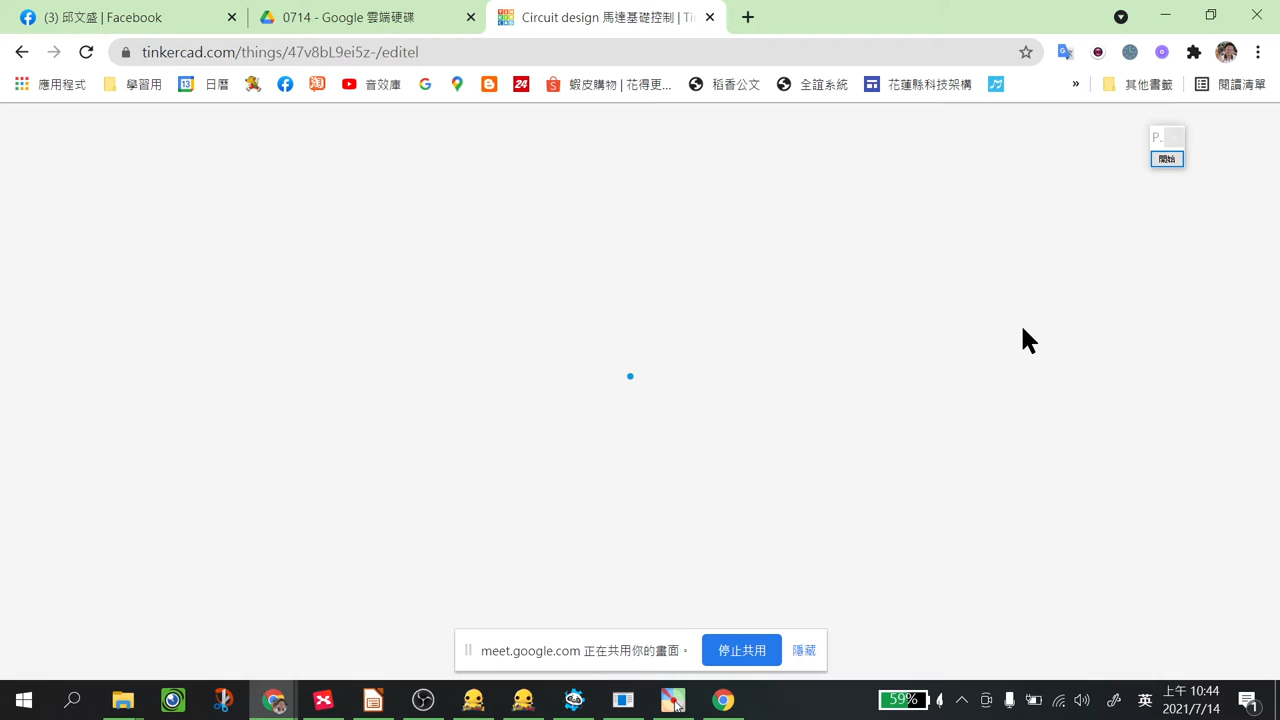 (3) 邱文盛 | Facebook
0714 - Google 雲端硬碟
Circuit design 馬達基礎控制 | Ti
tinkercad.com/things/47v8bL9ei5z-/editel
應用程式
學習用
13
日曆
淘
音效庫
24
蝦皮購物 | 花得更...
稻香公文
全誼系統
花蓮縣科技架構
»
其他書籤
閱讀清單
P...
開始
meet.google.com 正在共用你的畫面。
停止共用
隱藏
59%
英
上午 10:44
2021/7/14
1